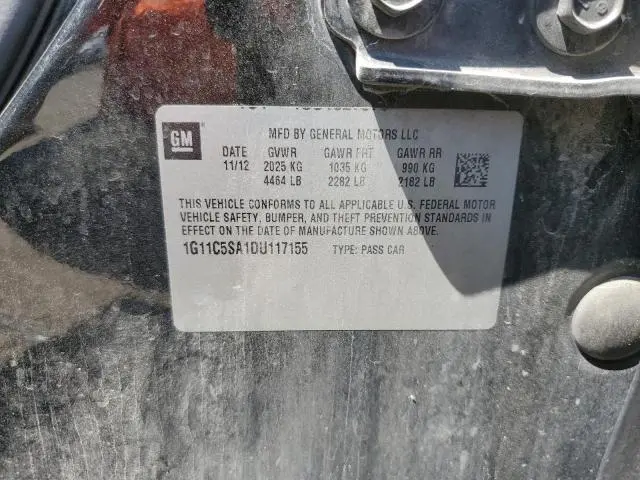 GM
MFD BY GENERAL MOTORS LLC
DATE GVWR GAWR FRT GAWR RR
11/12 2025 KG 1035 KG 990 KG
4464 LB 2282 LB 2182 LB
THIS VEHICLE CONFORMS TO ALL APPLICABLE U.S. FEDERAL MOTOR
VEHICLE SAFETY, BUMPER, AND THEFT PREVENTION STANDARDS
IN EFFECT ON THE DATE OF MANUFACTURE SHOWN ABOVE.
1G11C5SA1DU117155 TYPE: PASS CAR